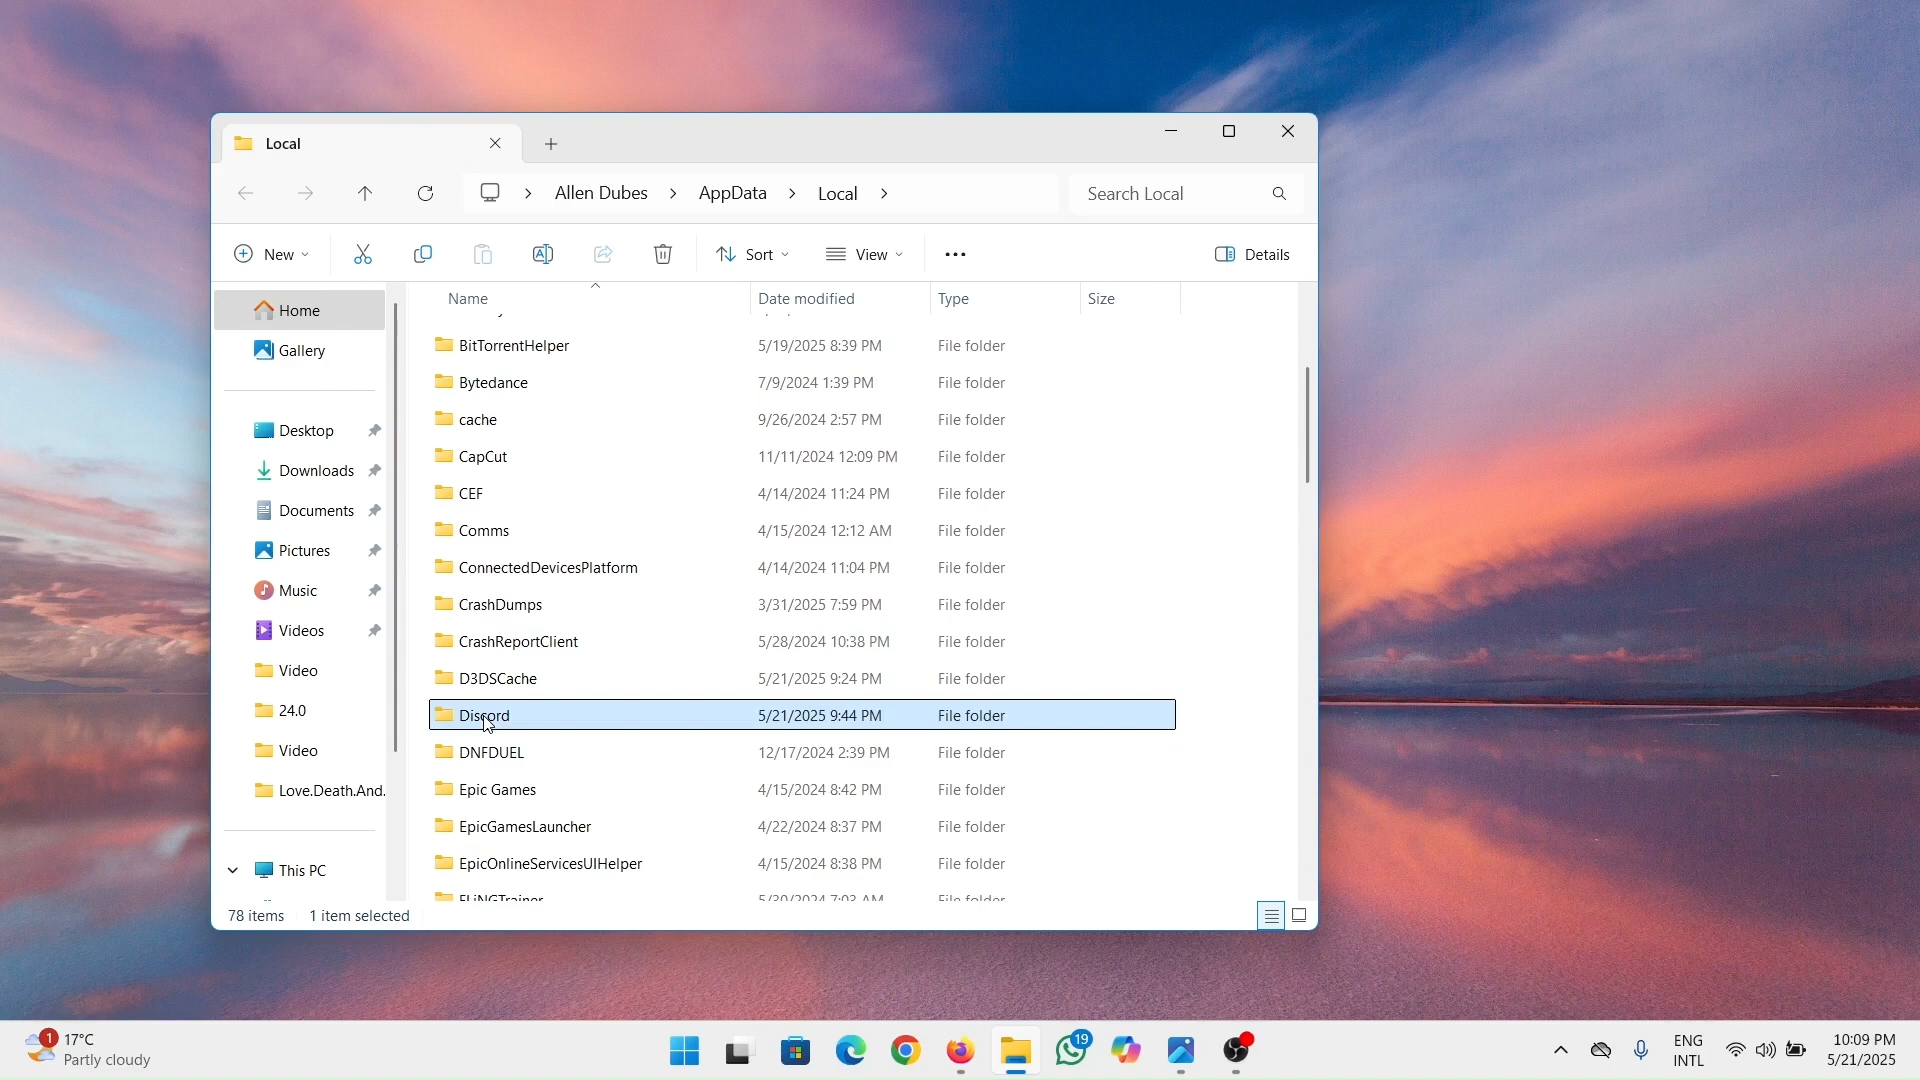 Local
Allen Dubes
AppData
Local
Search Local
New
Sort
View
Details
Name
Date modified
Type
Size
Home
Gallery
Desktop
Downloads
Documents
Pictures
Music
Videos
Video
24.0
Video
Love.Death.And.
This PC
BitTorrentHelper 5/19/2025 8:39 PM File folder
Bytedance 7/9/2024 1:39 PM File folder
cache 9/26/2024 2:57 PM File folder
CapCut 11/11/2024 12:09 PM File folder
CEF 4/14/2024 11:24 PM File folder
Comms 4/15/2024 12:12 AM File folder
ConnectedDevicesPlatform 4/14/2024 11:04 PM File folder
CrashDumps 3/31/2025 7:59 PM File folder
CrashReportClient 5/28/2024 10:38 PM File folder
D3DSCache 5/21/2025 9:24 PM File folder
Discord 5/21/2025 9:44 PM File folder
DNFDUEL 12/17/2024 2:39 PM File folder
Epic Games 4/15/2024 8:42 PM File folder
EpicGamesLauncher 4/22/2024 8:37 PM File folder
EpicOnlineServicesUIHelper 4/15/2024 8:38 PM File folder
FLiNGTrainer 5/30/2024 7:03 AM File folder
78 items 1 item selected
1
17°C
Partly cloudy
19
ENG
INTL
10:09 PM
5/21/2025